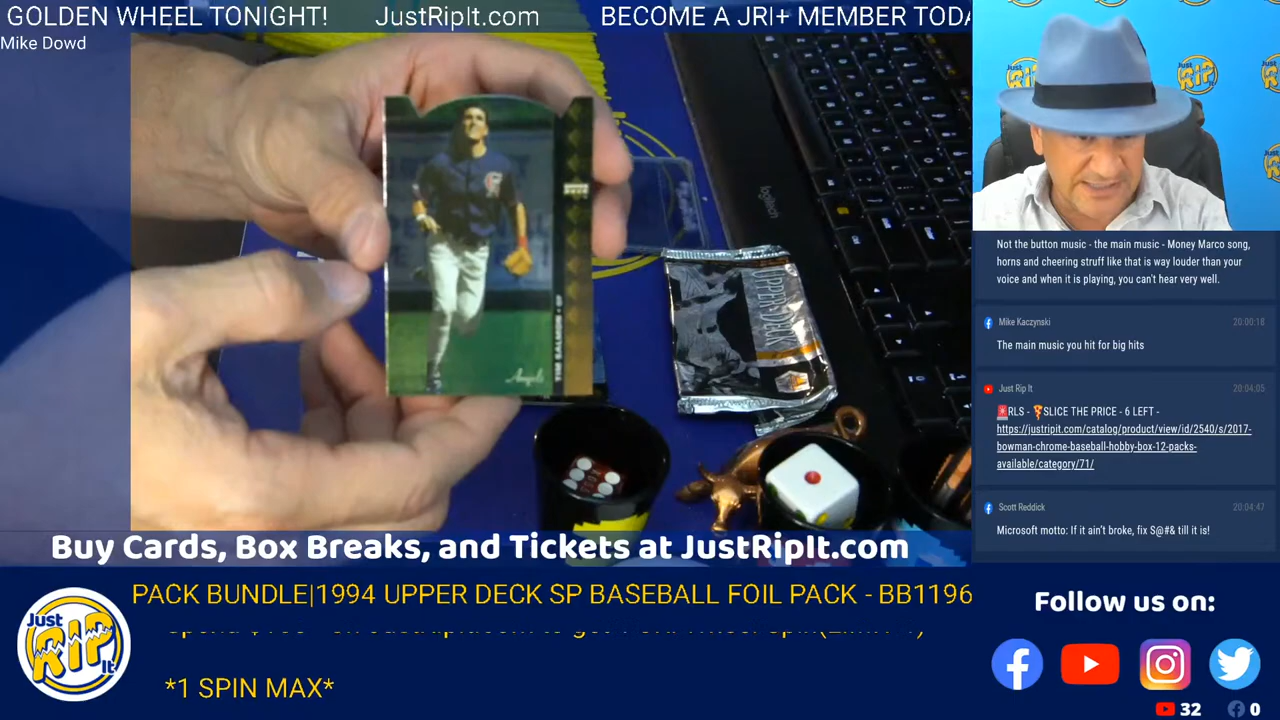 GOLDEN WHEEL TONIGHT! JustRipIt.com BECOME A JRI+ MEMBER TODA
Mike Dowd
UPPER DECK
TIM SALMON • OF
Angels
logitech
UPPER DECK
Not the button music - the main music - Money Marco song,
horns and cheering struff like that is way louder than your
voice and when it is playing, you can't hear very well.
Mike Kaczynski 20:00:18
The main music you hit for big hits
Just Rip It 20:04:05
🚨RLS - 🍕SLICE THE PRICE - 6 LEFT -
https://justripit.com/catalog/product/view/id/2540/s/2017-
bowman-chrome-baseball-hobby-box-12-packs-
available/category/71/
Scott Reddick 20:04:47
Microsoft motto: If it ain't broke, fix S@#& till it is!
Buy Cards, Box Breaks, and Tickets at JustRipIt.com
PACK BUNDLE|1994 UPPER DECK SP BASEBALL FOIL PACK - BB1196
*1 SPIN MAX*
Just
RIP
It
Follow us on:
32
0